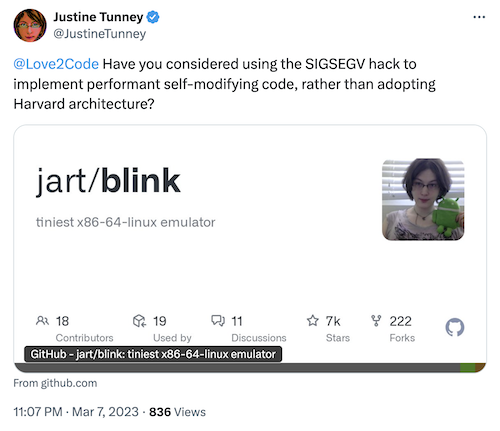 Justine Tunney
@JustineTunney
@Love2Code Have you considered using the SIGSEGV hack to
implement performant self-modifying code, rather than adopting
Harvard architecture?
jart/blink
tiniest x86-64-linux emulator
18
Contributors
19
Used by
11
Discussions
7k
Stars
222
Forks
GitHub - jart/blink: tiniest x86-64-linux emulator
From github.com
11:07 PM · Mar 7, 2023 · 836 Views